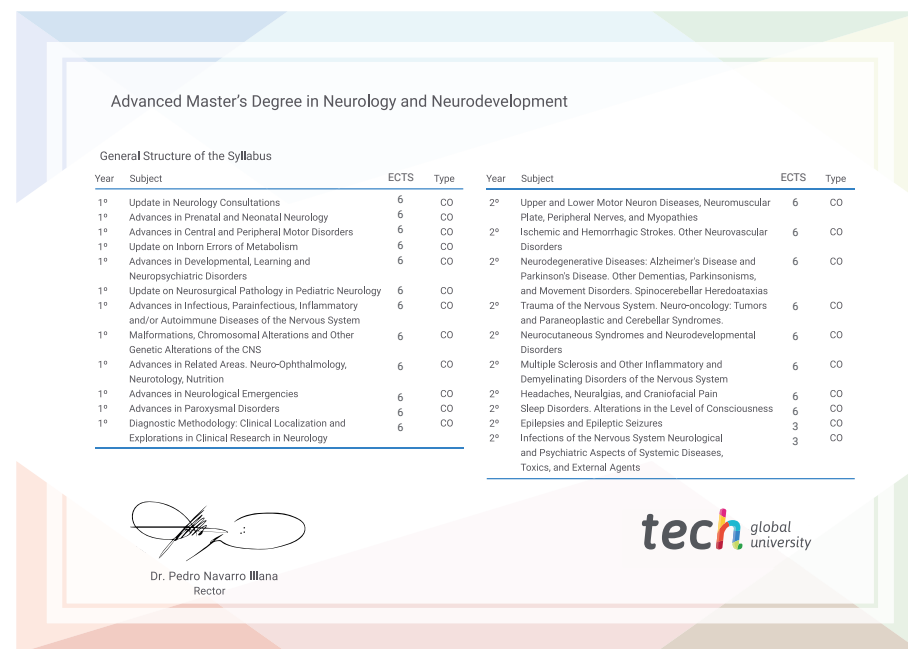 Advanced Master's Degree in Neurology and Neurodevelopment
General Structure of the Syllabus
Year Subject ECTS Type
1º Update in Neurology Consultations 6 CO
1º Advances in Prenatal and Neonatal Neurology 6 CO
1º Advances in Central and Peripheral Motor Disorders 6 CO
1º Update on Inborn Errors of Metabolism 6 CO
1º Advances in Developmental, Learning and 6 CO
Neuropsychiatric Disorders
1º Update on Neurosurgical Pathology in Pediatric Neurology 6 CO
1º Advances in Infectious, Parainfectious, Inflammatory 6 CO
and/or Autoimmune Diseases of the Nervous System
1º Malformations, Chromosomal Alterations and Other 6 CO
Genetic Alterations of the CNS
1º Advances in Related Areas. Neuro-Ophthalmology, 6 CO
Neurotology, Nutrition
1º Advances in Neurological Emergencies 6 CO
1º Advances in Paroxysmal Disorders 6 CO
1º Diagnostic Methodology: Clinical Localization and 6 CO
Explorations in Clinical Research in Neurology
Year Subject ECTS Type
2º Upper and Lower Motor Neuron Diseases, Neuromuscular 6 CO
Plate, Peripheral Nerves, and Myopathies
2º Ischemic and Hemorrhagic Strokes. Other Neurovascular 6 CO
Disorders
2º Neurodegenerative Diseases: Alzheimer's Disease and 6 CO
Parkinson's Disease. Other Dementias, Parkinsonisms,
and Movement Disorders. Spinocerebellar Heredoataxias
2º Trauma of the Nervous System. Neuro-oncology: Tumors 6 CO
and Paraneoplastic and Cerebellar Syndromes.
2º Neurocutaneous Syndromes and Neurodevelopmental 6 CO
Disorders
2º Multiple Sclerosis and Other Inflammatory and 6 CO
Demyelinating Disorders of the Nervous System
2º Headaches, Neuralgias, and Craniofacial Pain 6 CO
2º Sleep Disorders. Alterations in the Level of Consciousness 6 CO
2º Epilepsies and Epileptic Seizures 3 CO
2º Infections of the Nervous System Neurological 3 CO
and Psychiatric Aspects of Systemic Diseases,
Toxics, and External Agents
Dr. Pedro Navarro Illana
Rector
tech global
university